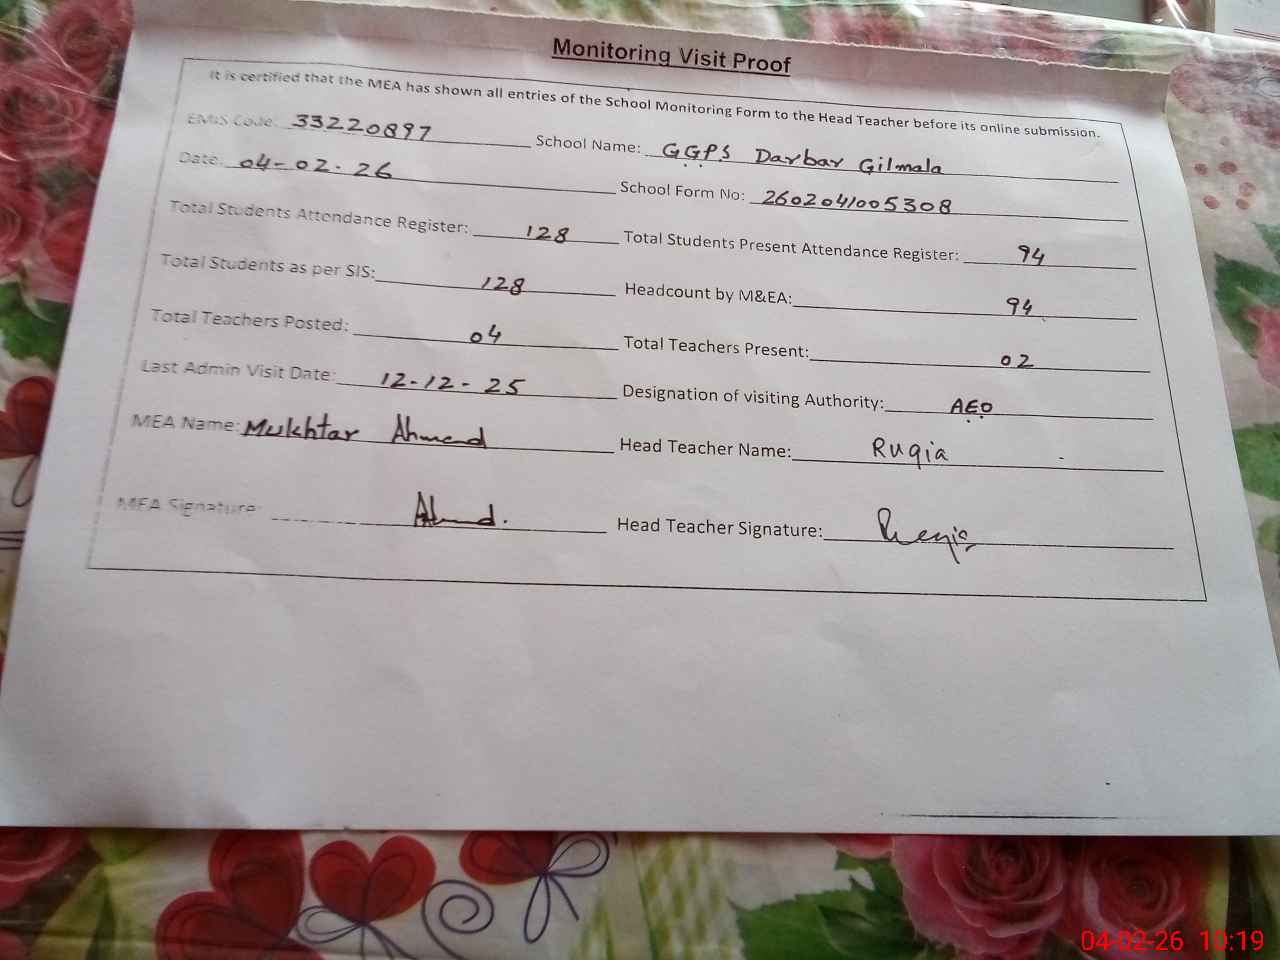 Monitoring Visit Proof
It is certified that the MEA has shown all entries of the School Monitoring Form to the Head Teacher before its online submission.
EMIS Code: 33220897 School Name: GGPS Darbar Gilmala
Date: 04-02-26 School Form No: 2602041005308
Total Students Attendance Register: 128 Total Students Present Attendance Register: 94
Total Students as per SIS: 128 Headcount by M&EA: 94
Total Teachers Posted: 04 Total Teachers Present: 02
Last Admin Visit Date: 12-12-25 Designation of visiting Authority: AEO
MEA Name: Mukhtar Ahmend Head Teacher Name: Ruqia
MEA Signature: Head Teacher Signature: Ruqia
04-02-26 10:19